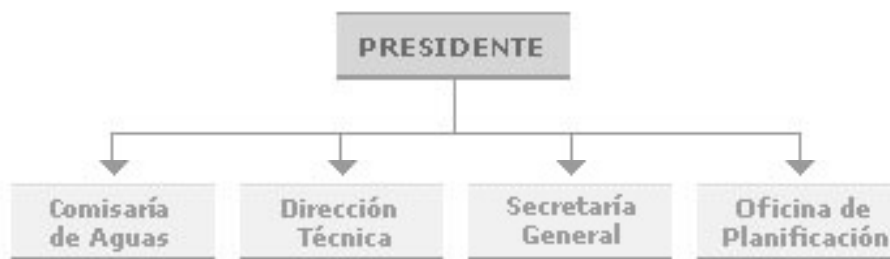 PRESIDENTE
Comisaría
de Aguas
Dirección
Técnica
Secretaría
General
Oficina de
Planificación